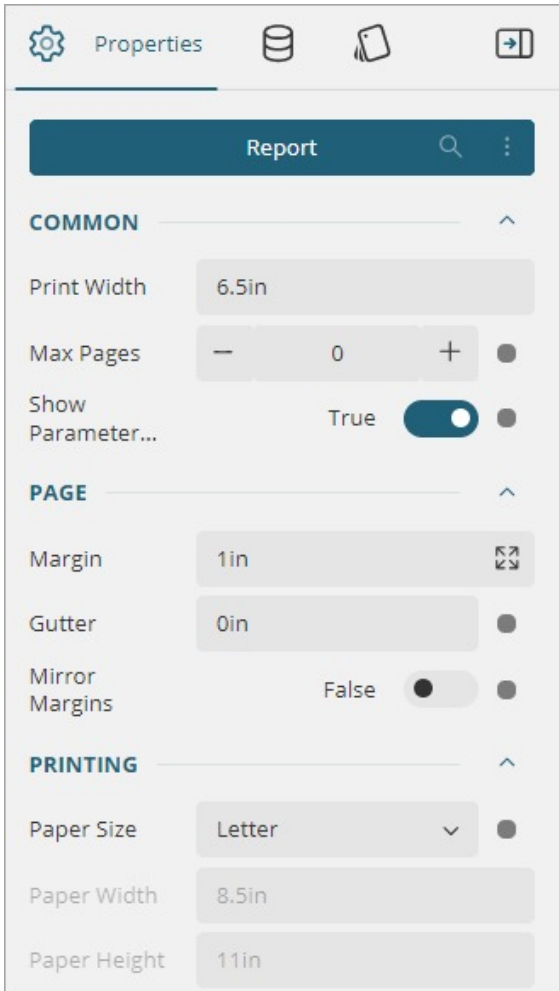 Properties
Report
COMMON
Print Width 6.5in
Max Pages − 0 +
Show
Parameter... True
PAGE
Margin 1in
Gutter 0in
Mirror
Margins False
PRINTING
Paper Size Letter
Paper Width 8.5in
Paper Height 11in